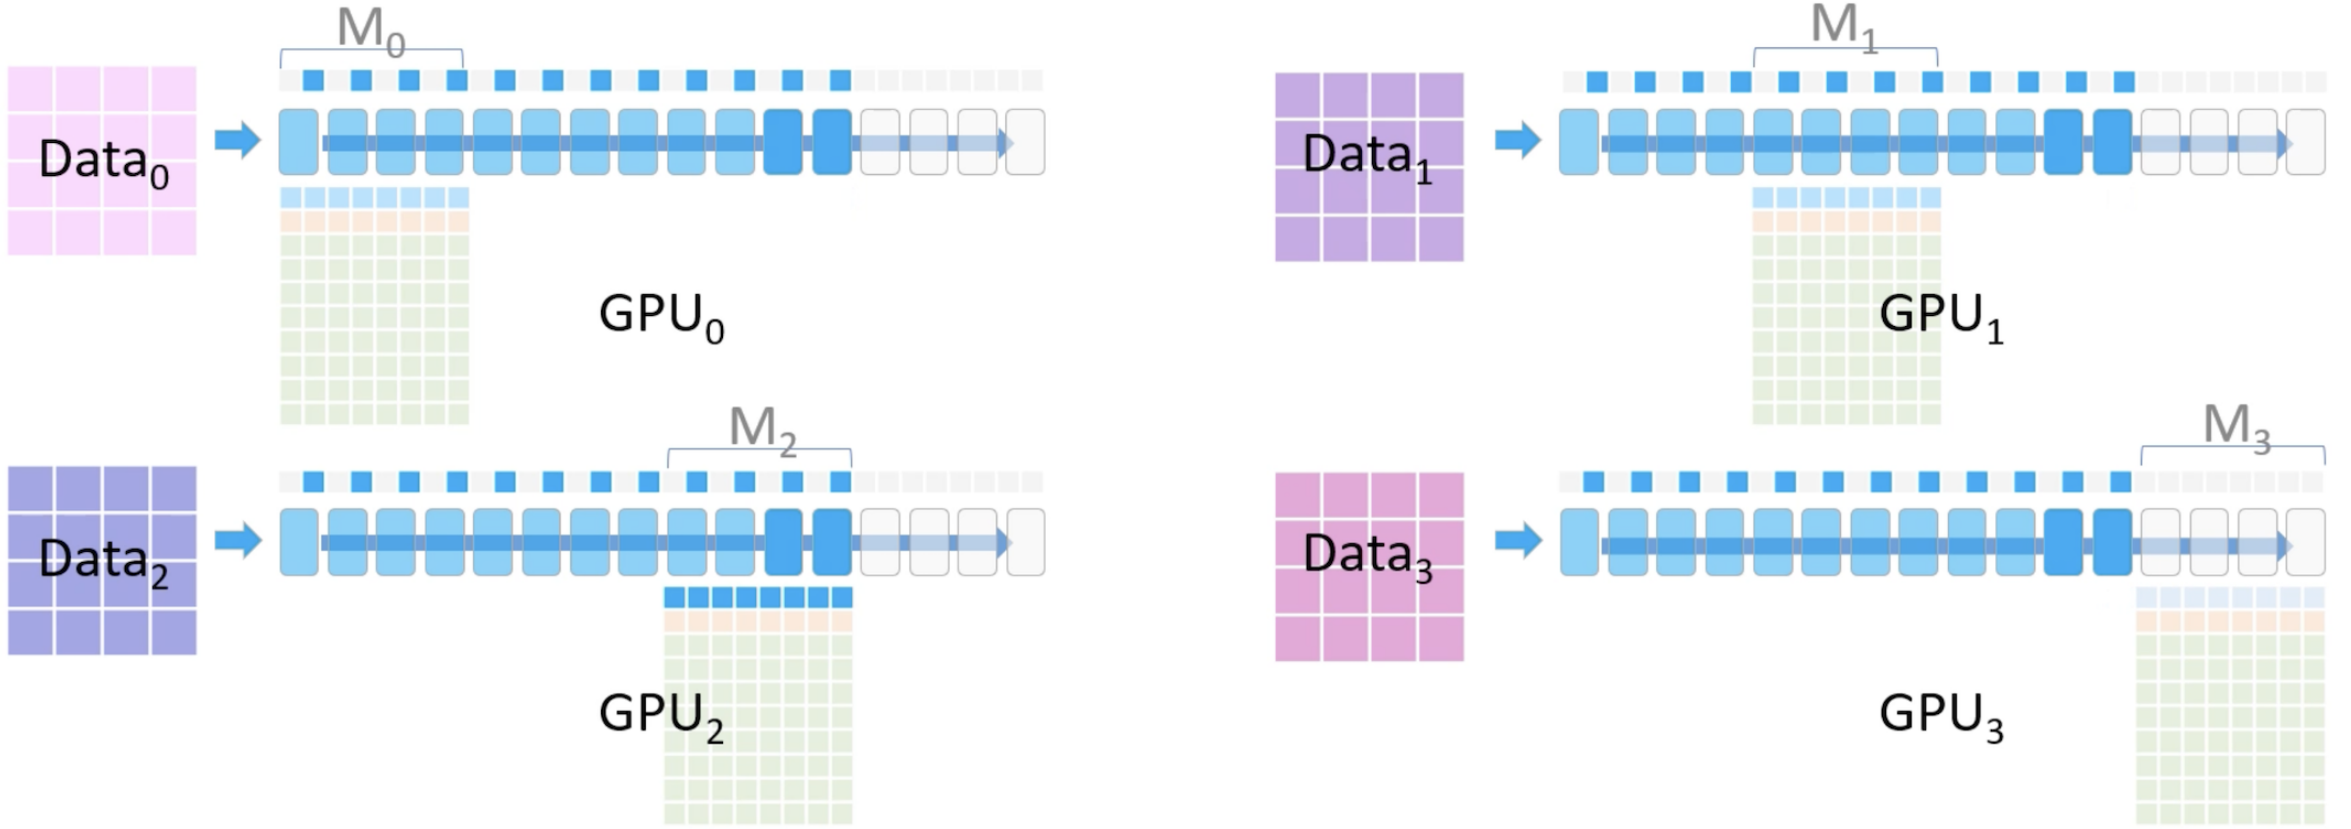 M₀
Data₀
GPU₀
M₁
Data₁
GPU₁
M₂
Data₂
GPU₂
M₃
Data₃
GPU₃